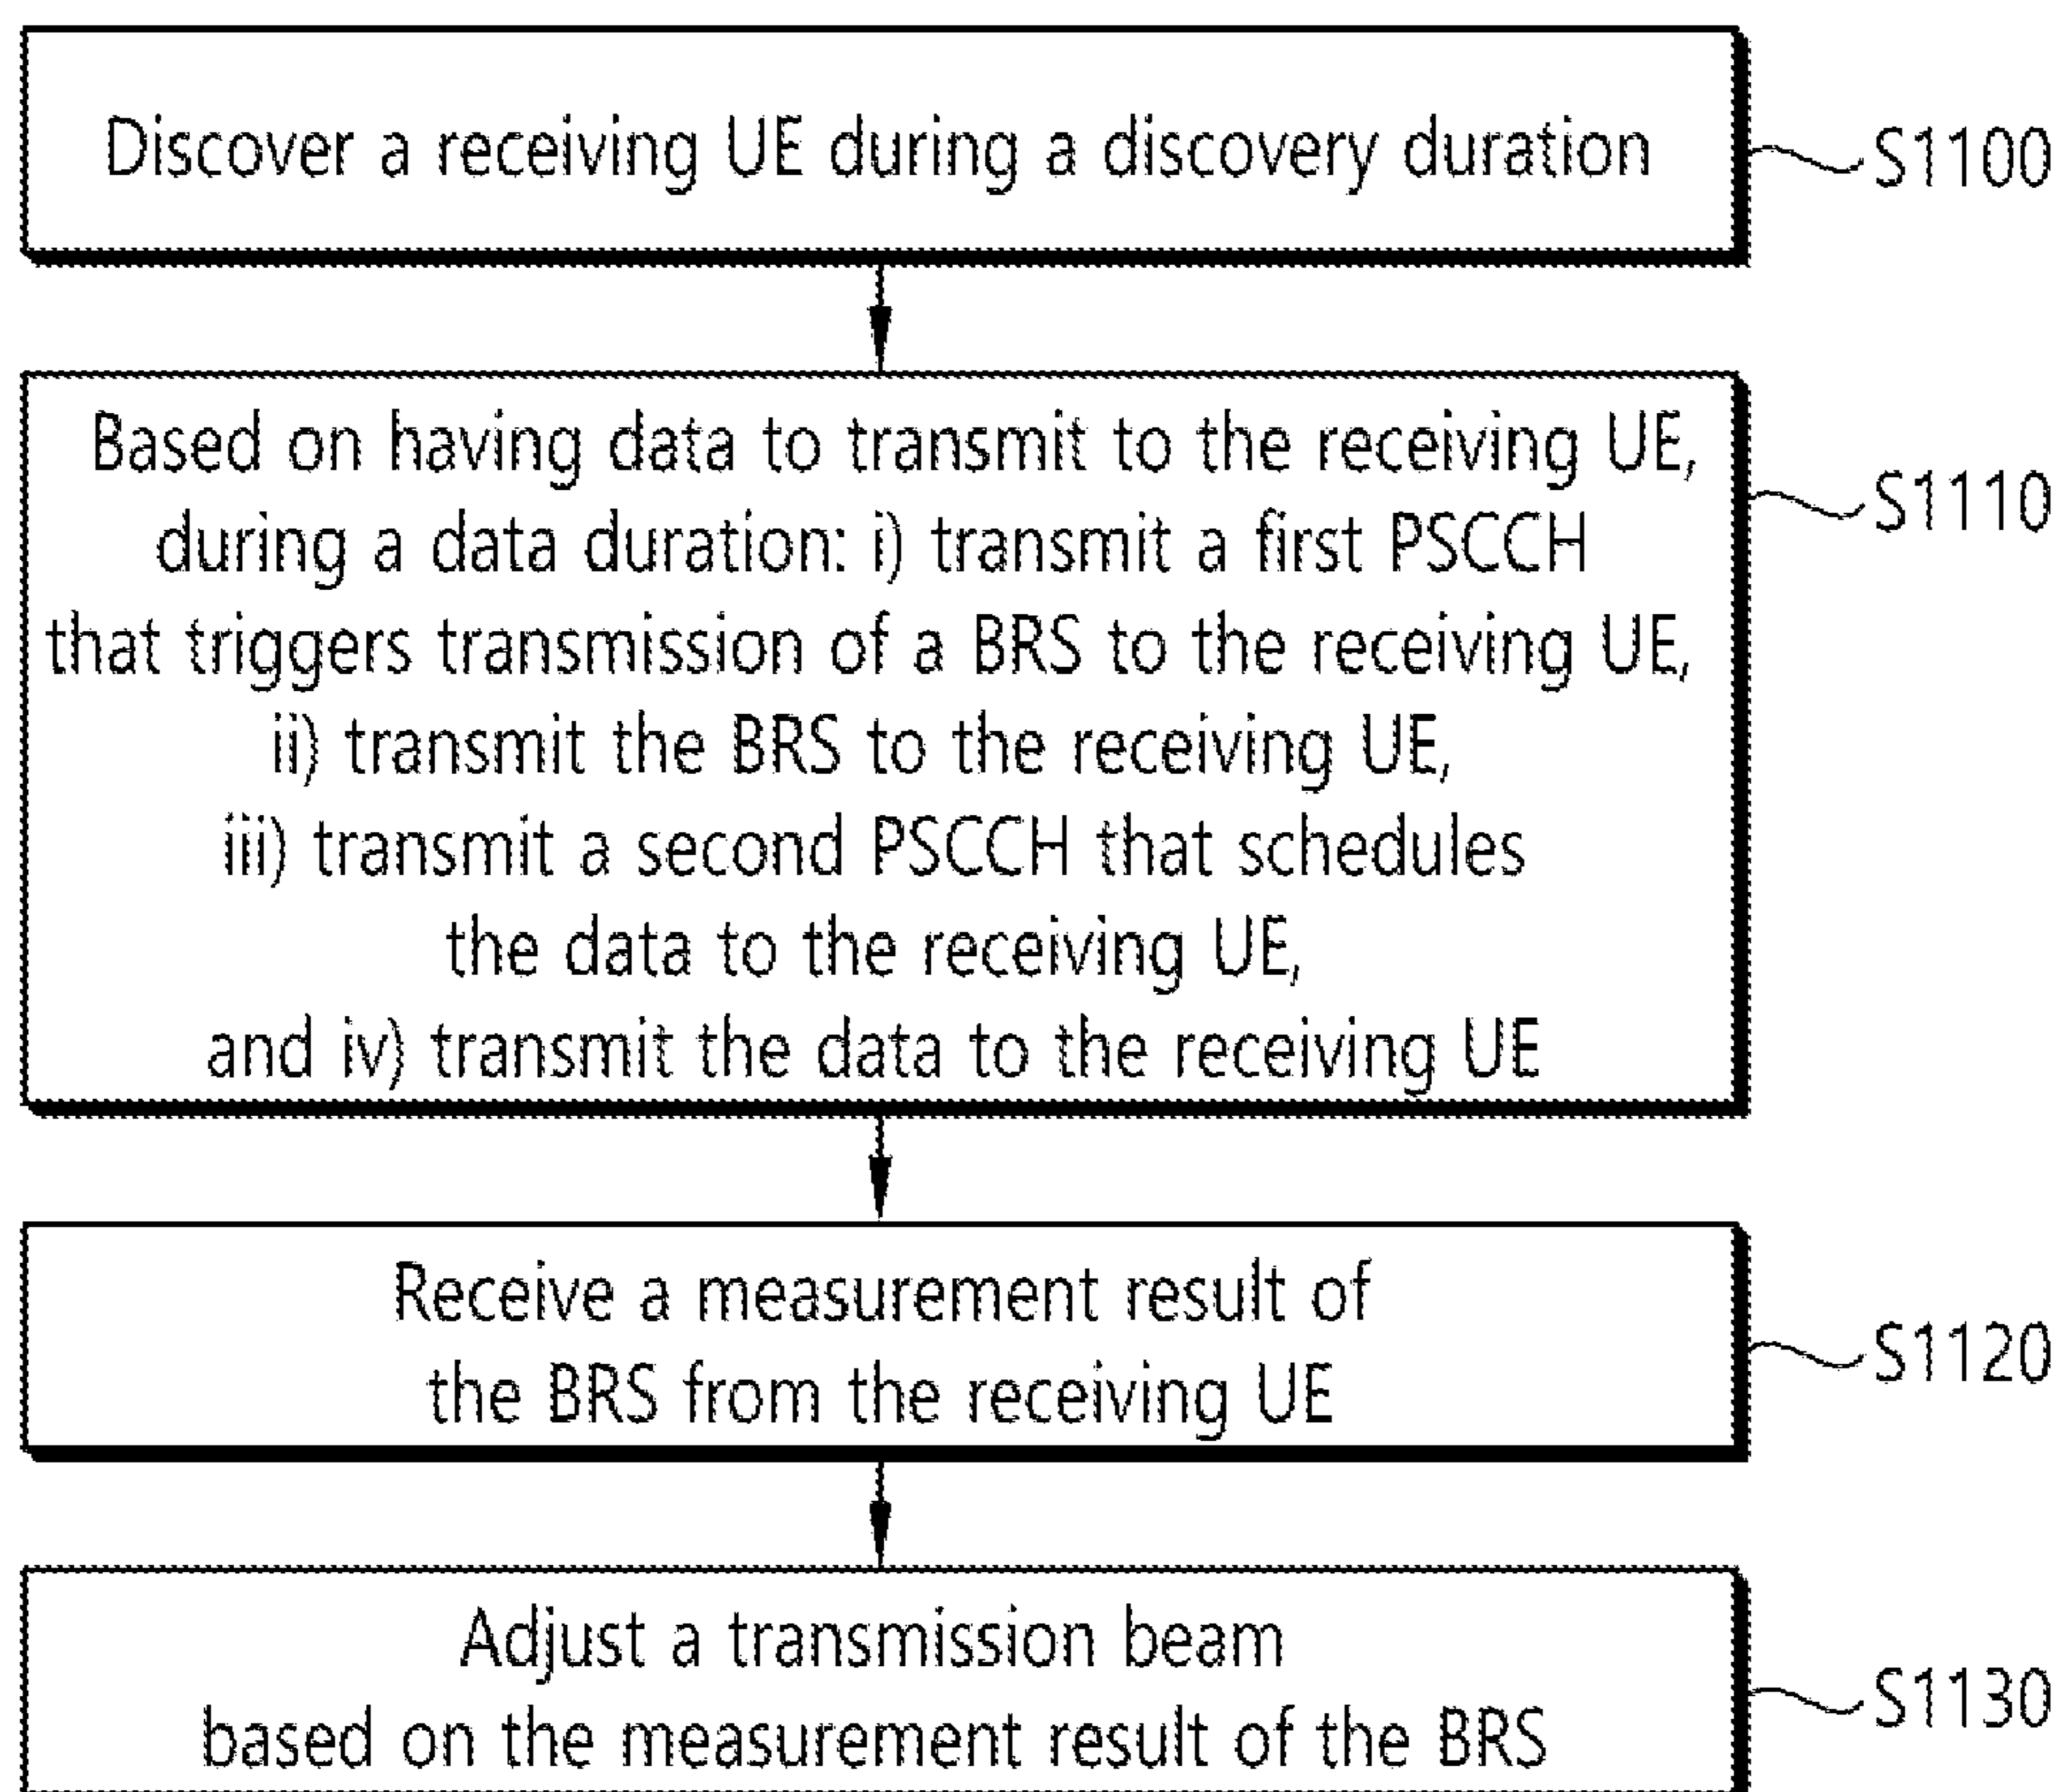 Discover a receiving UE during a discovery duration
S1100
Based on having data to transmit to the receiving UE,
during a data duration: i) transmit a first PSCCH
that triggers transmission of a BRS to the receiving UE,
ii) transmit the BRS to the receiving UE,
iii) transmit a second PSCCH that schedules
the data to the receiving UE,
and iv) transmit the data to the receiving UE
S1110
Receive a measurement result of
the BRS from the receiving UE
S1120
Adjust a transmission beam
based on the measurement result of the BRS
S1130